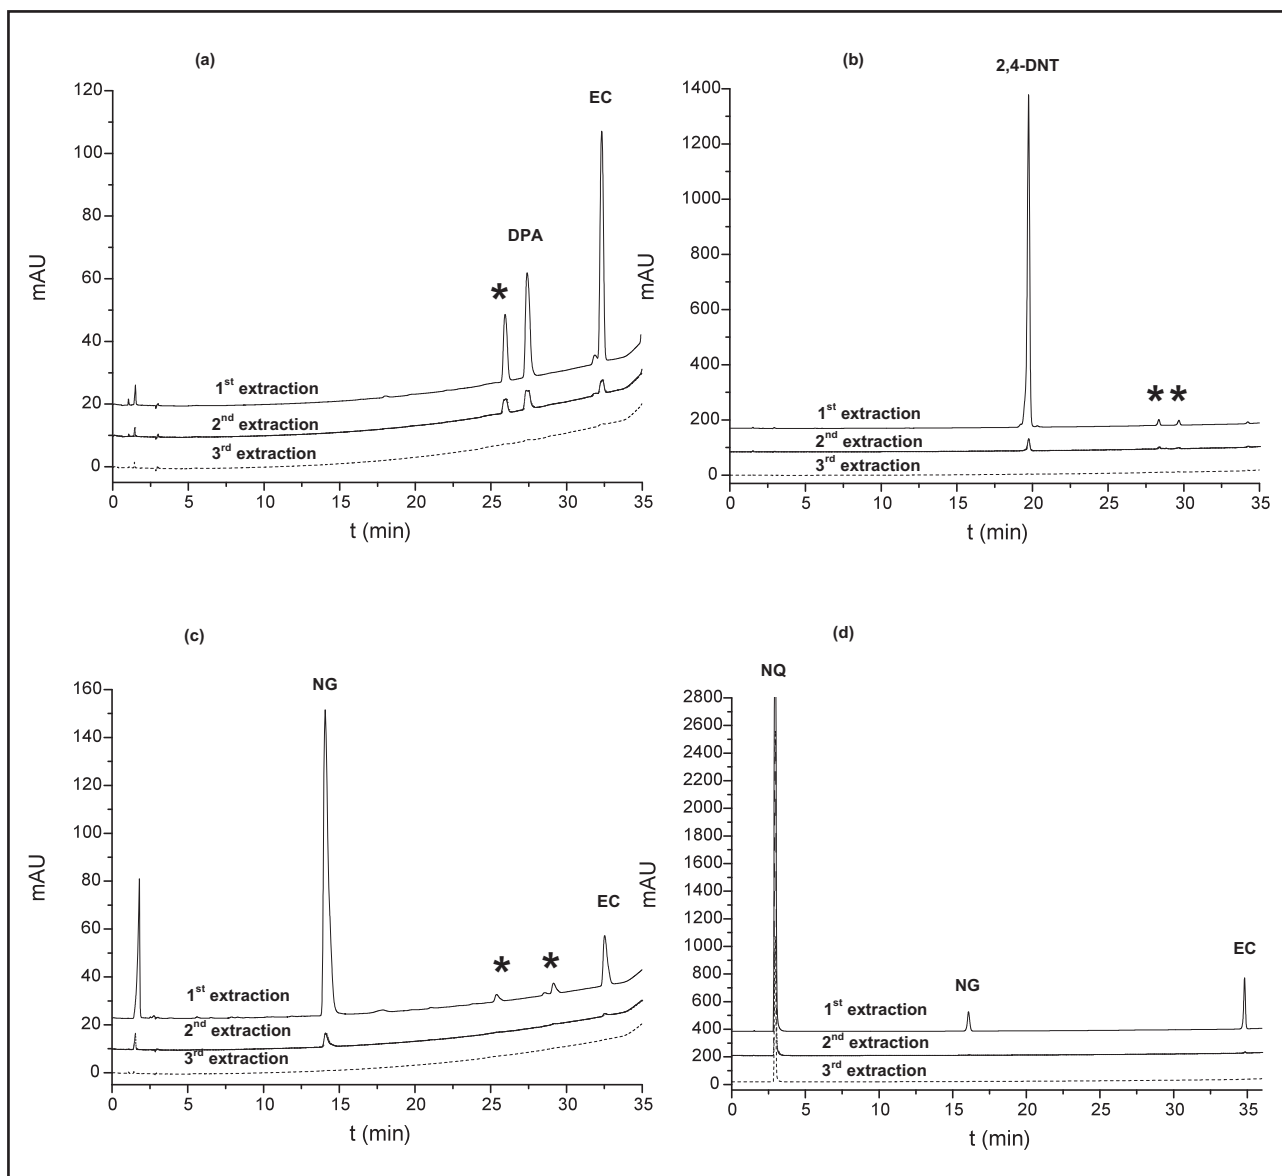 (a)
EC
DPA
*
120
100
80
60
40
20
0
mAU
1st extraction
2nd extraction
3rd extraction
0 5 10 15 20 25 30 35
t (min)
(b)
2,4-DNT
1400
1200
1000
800
600
400
200
0
mAU
* *
1st extraction
2nd extraction
3rd extraction
0 5 10 15 20 25 30 35
t (min)
(c)
NG
160
140
120
100
80
60
40
20
0
mAU
EC
* *
1st extraction
2nd extraction
3rd extraction
0 5 10 15 20 25 30 35
t (min)
(d)
NQ
2800
2600
2400
2200
2000
1800
1600
1400
1200
1000
800
600
400
200
0
mAU
EC
NG
1st extraction
2nd extraction
3rd extraction
0 5 10 15 20 25 30 35
t (min)